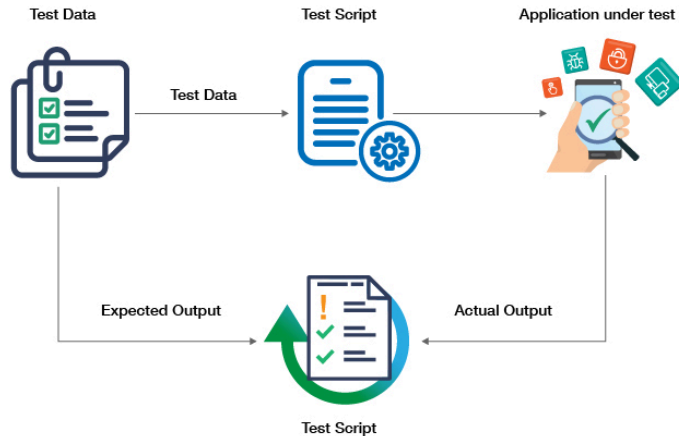 Test Data
Test Script
Application under test
Test Data
Expected Output
Actual Output
Test Script